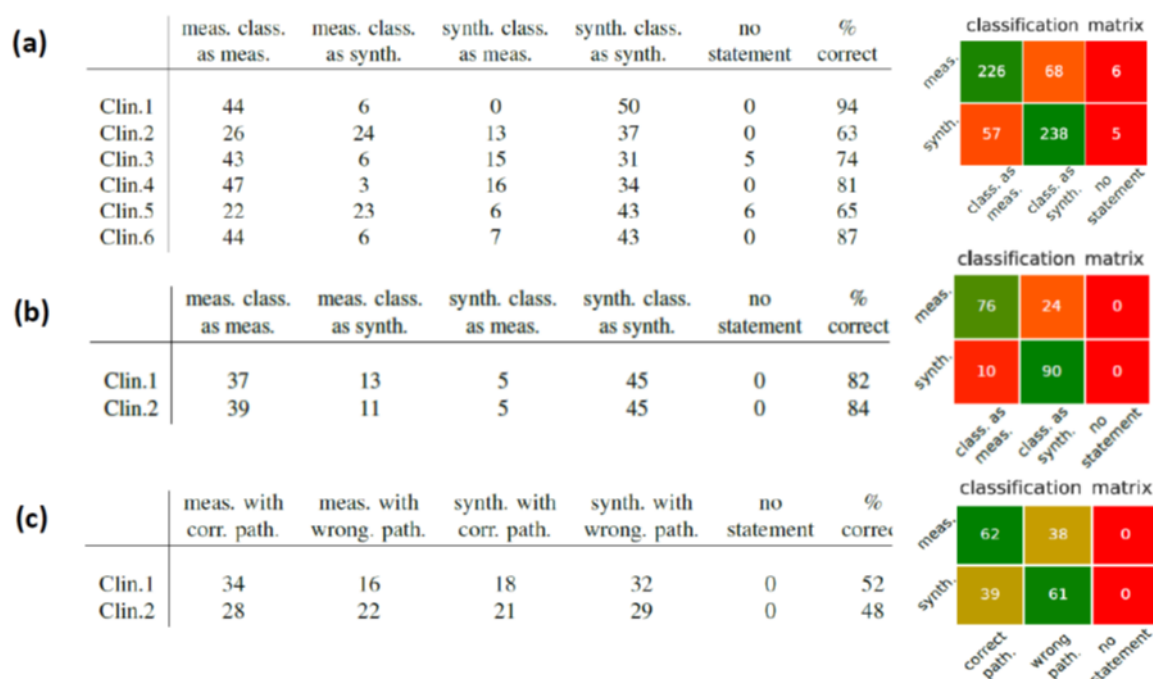 (a)
meas. class. meas. class. synth. class. synth. class. no %
as meas. as synth. as meas. as synth. statement correct
Clin.1 44 6 0 50 0 94
Clin.2 26 24 13 37 0 63
Clin.3 43 6 15 31 5 74
Clin.4 47 3 16 34 0 81
Clin.5 22 23 6 43 6 65
Clin.6 44 6 7 43 0 87
classification matrix
meas. 226 68 6
synth. 57 238 5
class. as meas. class. as synth. no statement
(b)
meas. class. meas. class. synth. class. synth. class. no %
as meas. as synth. as meas. as synth. statement correct
Clin.1 37 13 5 45 0 82
Clin.2 39 11 5 45 0 84
classification matrix
meas. 76 24 0
synth. 10 90 0
class. as meas. class. as synth. no statement
(c)
meas. with meas. with synth. with synth. with no %
corr. path. wrong. path. corr. path. wrong. path. statement correc
Clin.1 34 16 18 32 0 52
Clin.2 28 22 21 29 0 48
classification matrix
meas. 62 38 0
synth. 39 61 0
correct path. wrong path. no statement